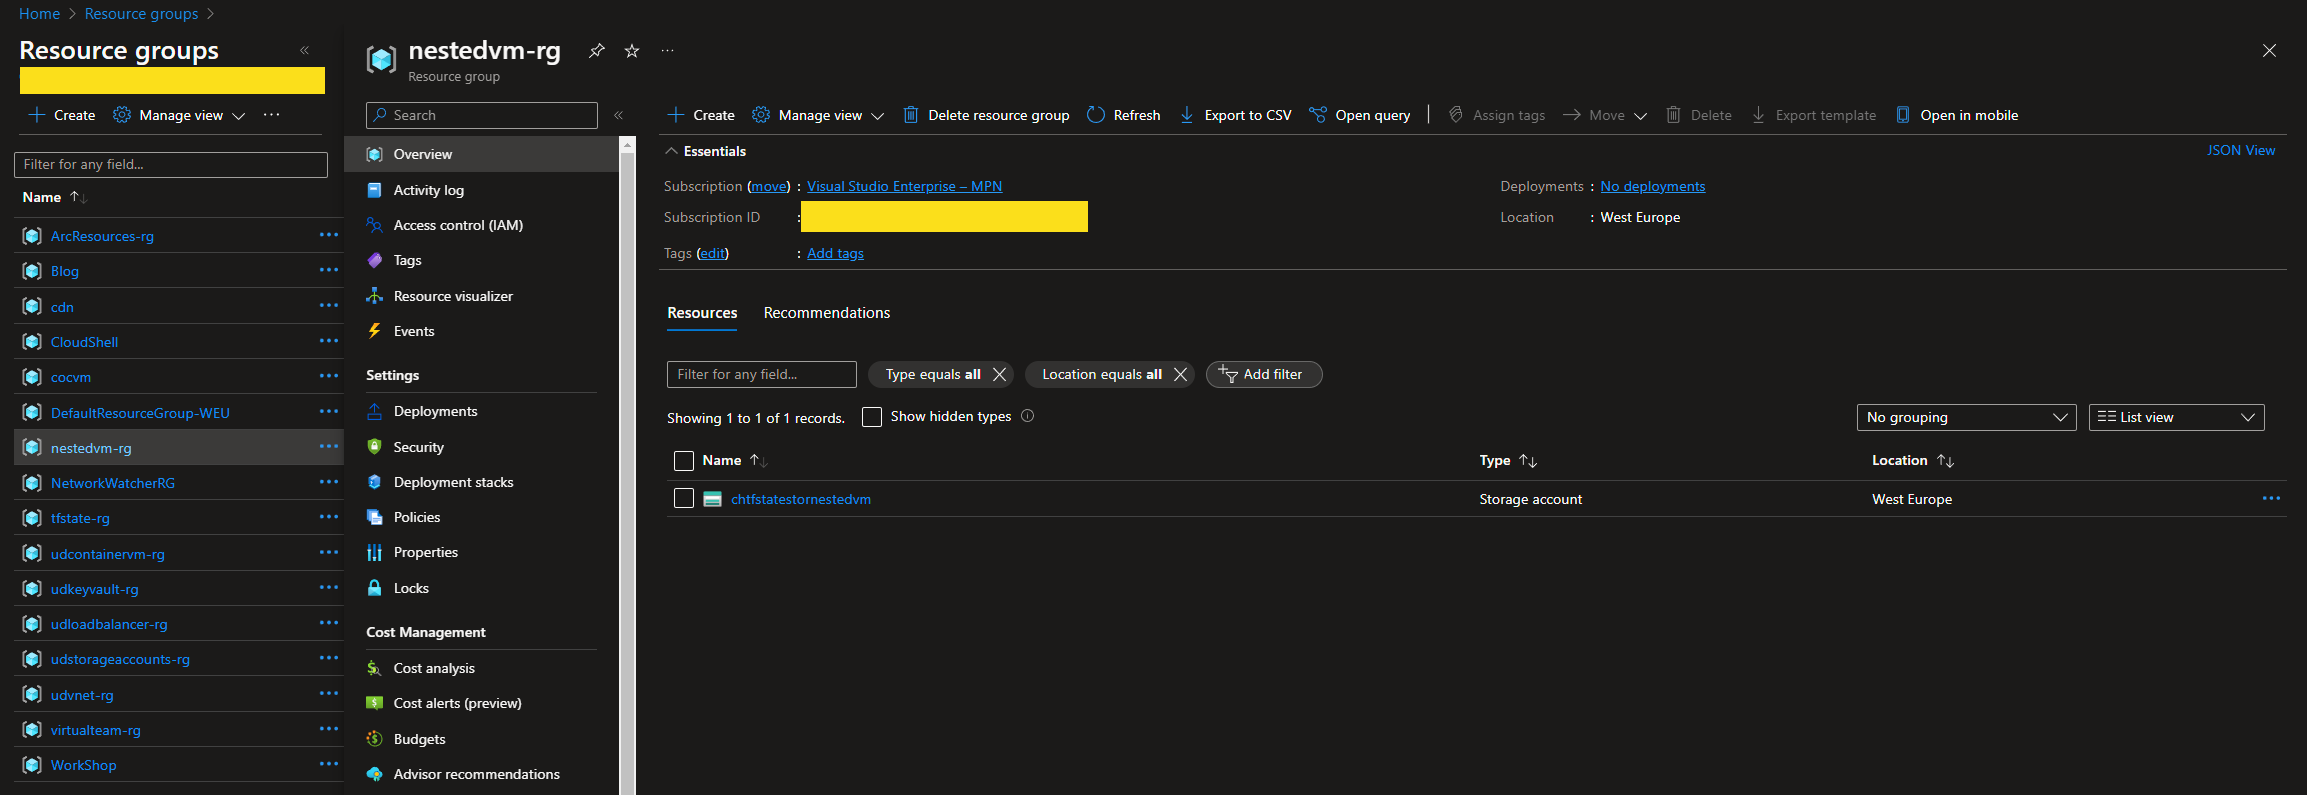 Home > Resource groups >
Resource groups «
+ Create Manage view ...
Filter for any field...
Name ↑↓
ArcResources-rg ...
Blog ...
cdn ...
CloudShell ...
cocvm ...
DefaultResourceGroup-WEU ...
nestedvm-rg ...
NetworkWatcherRG ...
tfstate-rg ...
udcontainervm-rg ...
udkeyvault-rg ...
udloadbalancer-rg ...
udstorageaccounts-rg ...
udvnet-rg ...
virtualteam-rg ...
WorkShop ...
nestedvm-rg ...
Resource group
Search «
Overview
Activity log
Access control (IAM)
Tags
Resource visualizer
Events
Settings
Deployments
Security
Deployment stacks
Policies
Properties
Locks
Cost Management
Cost analysis
Cost alerts (preview)
Budgets
Advisor recommendations
+ Create Manage view Delete resource group Refresh Export to CSV Open query | Assign tags Move Delete Export template Open in mobile
Essentials JSON View
Subscription (move) : Visual Studio Enterprise – MPN Deployments : No deployments
Subscription ID : Location : West Europe
Tags (edit) : Add tags
Resources Recommendations
Filter for any field... Type equals all Location equals all Add filter
Showing 1 to 1 of 1 records. Show hidden types No grouping List view
Name ↑↓ Type ↑↓ Location ↑↓
chtfstatestornestedvm Storage account West Europe ...